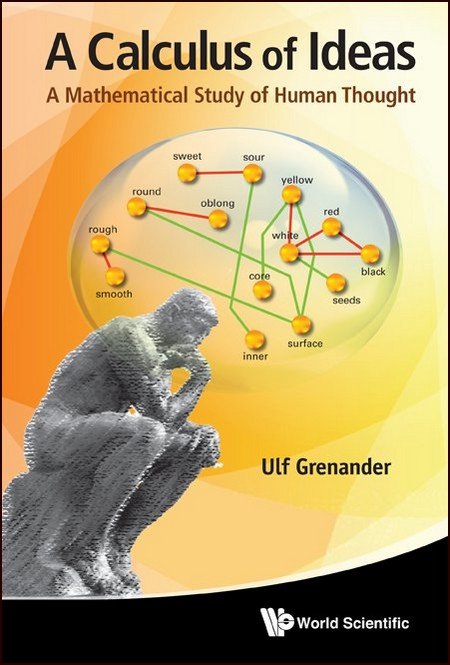 A Calculus of Ideas
A Mathematical Study of Human Thought
sweet
sour
yellow
round
oblong
red
rough
white
black
core
smooth
seeds
inner
surface
Ulf Grenander
World Scientific